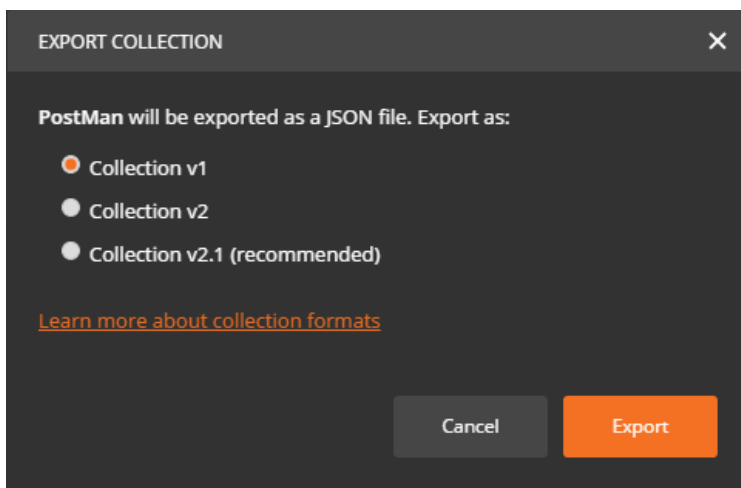 EXPORT COLLECTION
PostMan will be exported as a JSON file. Export as:
Collection v1
Collection v2
Collection v2.1 (recommended)
Learn more about collection formats
Cancel
Export